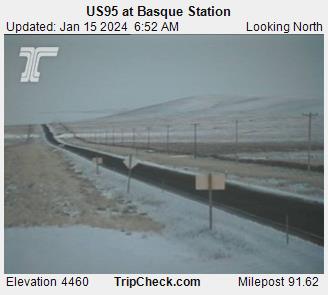 US95 at Basque Station
Updated: Jan 15 2024 6:52 AM Looking North
Elevation 4460 TripCheck.com Milepost 91.62